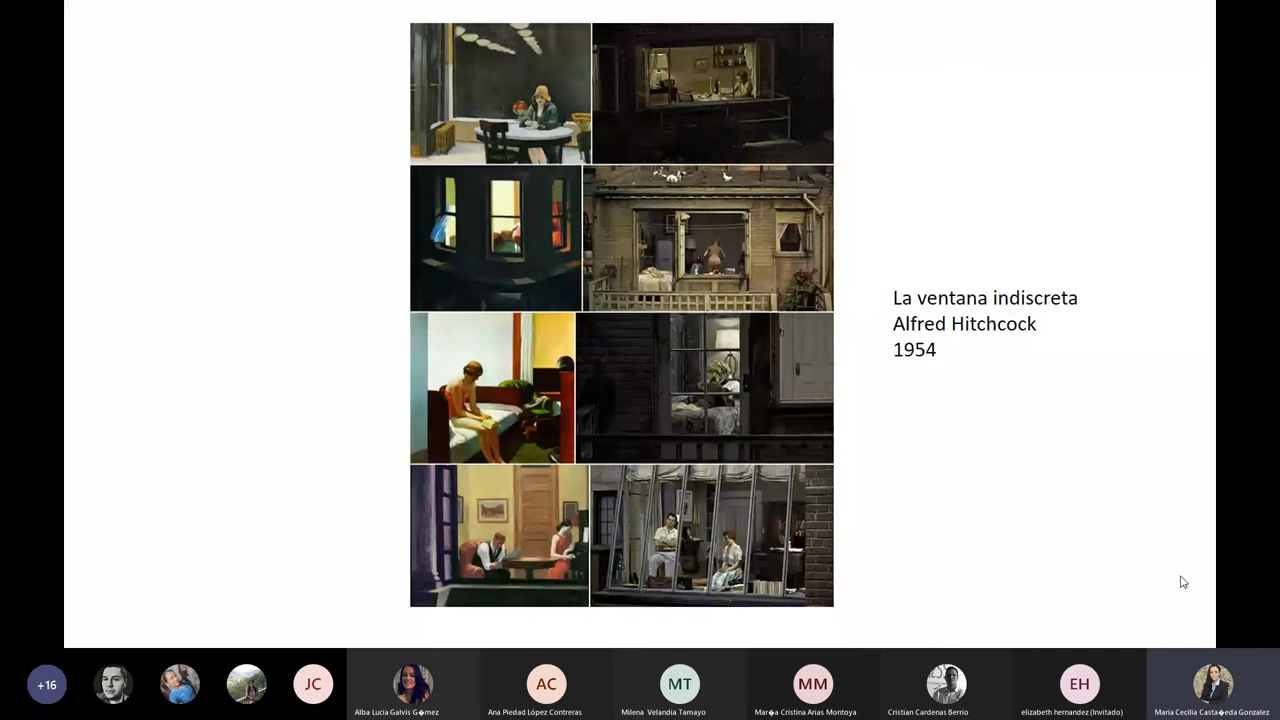 La ventana indiscreta
Alfred Hitchcock
1954
+16
JC
AC
MT
MM
EH
Alba Lucia Galvis G�mez
Ana Piedad López Contreras
Milena Velandia Tamayo
Mar�a Cristina Arias Montoya
Cristian Cardenas Berrio
elizabeth hernandez (Invitado)
Maria Cecilia Casta�eda Gonzalez